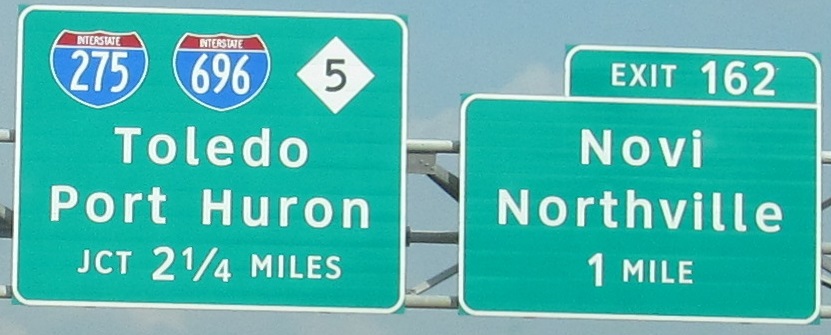 INTERSTATE 275 INTERSTATE 696 5
Toledo
Port Huron
JCT 2 1/4 MILES
EXIT 162
Novi
Northville
1 MILE